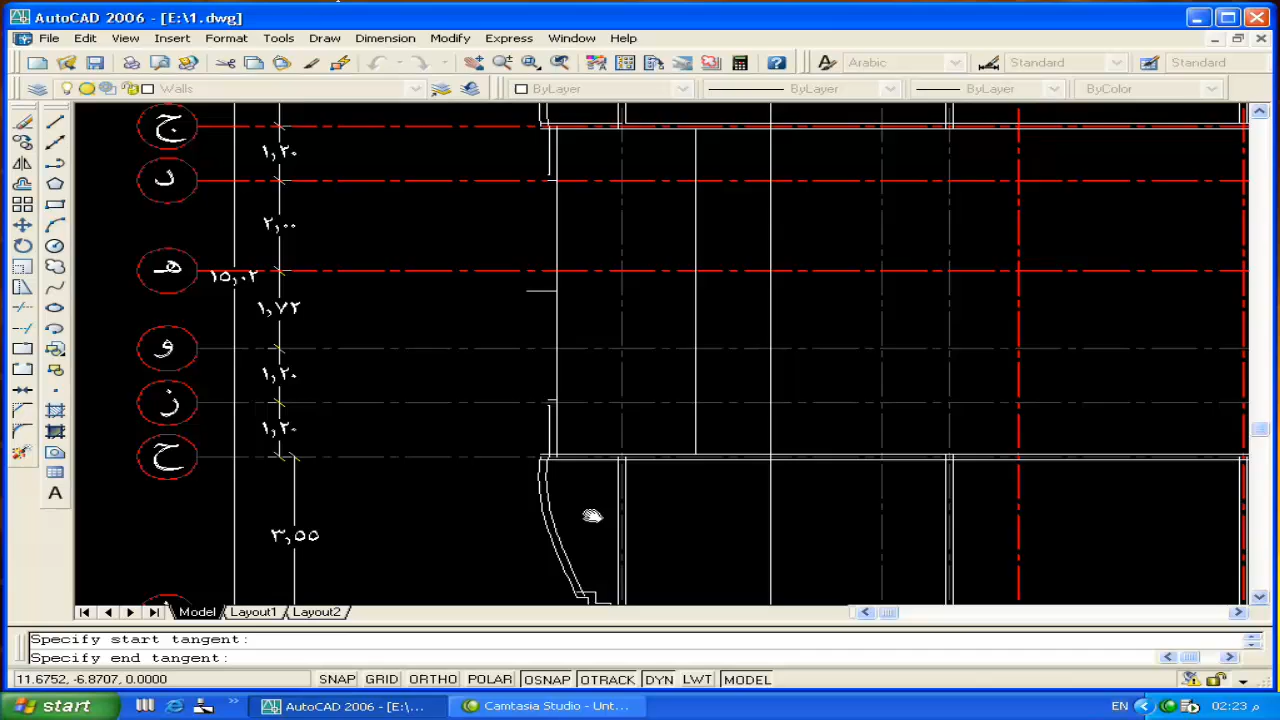 AutoCAD 2006 - [E:\1.dwg]
File Edit View Insert Format Tools Draw Dimension Modify Express Window Help
Arabic Standard Standard
Walls ByLayer ByLayer ByLayer ByColor
ج
١,٢٠
د
٢,٠٠
هـ
١٥,٠٢
١,٧٢
و
١,٢٠
ز
١,٢٠
ح
٣,٥٥
Model Layout1 Layout2
Specify start tangent:
Specify end tangent:
11.6752, -6.8707, 0.0000 SNAP GRID ORTHO POLAR OSNAP OTRACK DYN LWT MODEL
start AutoCAD 2006 - [E:\... Camtasia Studio - Unt... EN 02:23 م
A